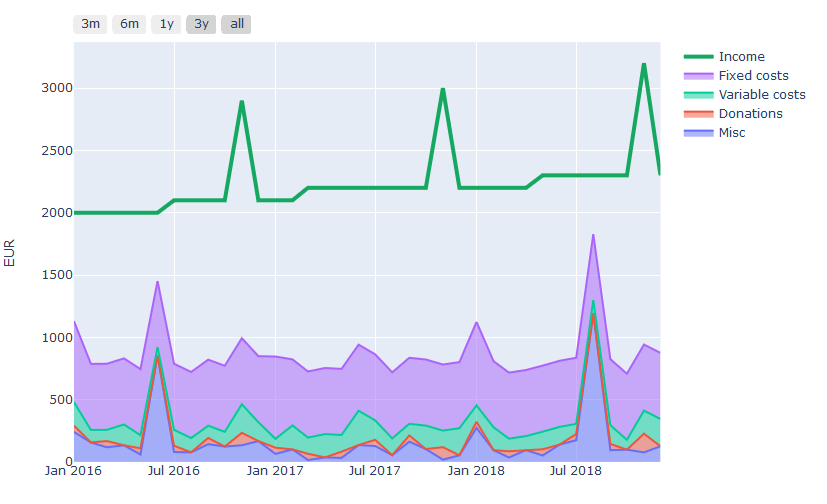 3m 6m 1y 3y all
Income
Fixed costs
Variable costs
Donations
Misc
EUR
3000
2500
2000
1500
1000
500
0
Jan 2016 Jul 2016 Jan 2017 Jul 2017 Jan 2018 Jul 2018